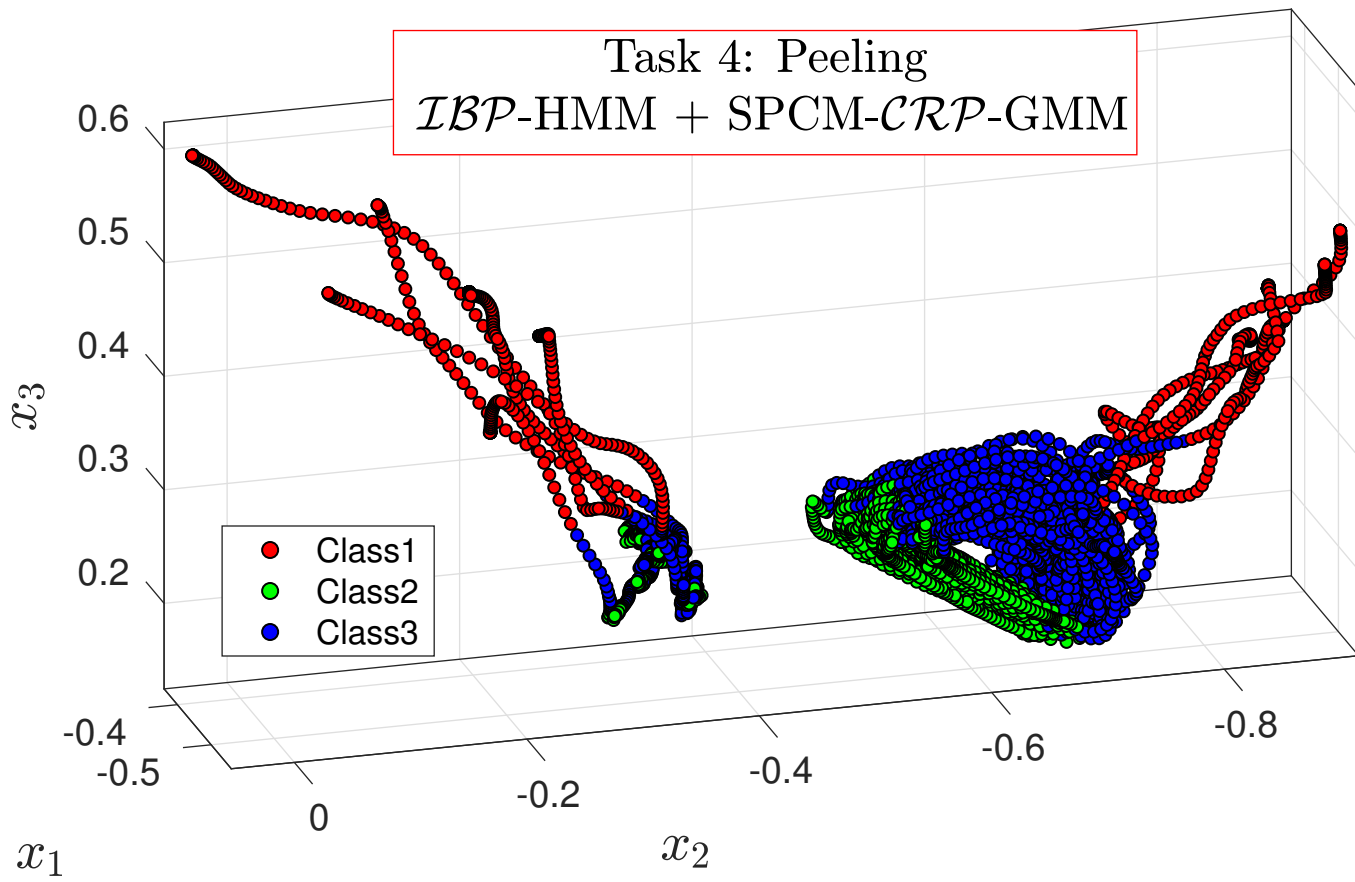 Task 4: Peeling
ℐℬ𝒫-HMM + SPCM-𝒞ℛ𝒫-GMM
0.6
0.5
0.4
0.3
0.2
x₃
Class1
Class2
Class3
-0.4
-0.5
x₁
0
-0.2
-0.4
-0.6
-0.8
x₂